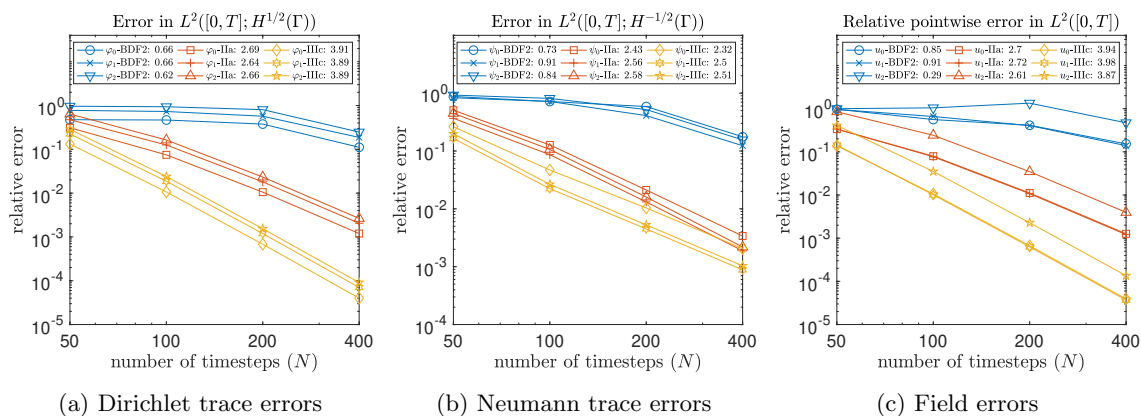 Error in L²([0, T]; H^{1/2}(Γ))
φ₀-BDF2: 0.66 φ₀-IIa: 2.69 φ₀-IIIc: 3.91
φ₁-BDF2: 0.66 φ₁-IIa: 2.64 φ₁-IIIc: 3.89
φ₂-BDF2: 0.62 φ₂-IIa: 2.66 φ₂-IIIc: 3.89
relative error
10⁰
10⁻¹
10⁻²
10⁻³
10⁻⁴
10⁻⁵
50 100 200 400
number of timesteps (N)
(a) Dirichlet trace errors
Error in L²([0, T]; H^{-1/2}(Γ))
ψ₀-BDF2: 0.73 ψ₀-IIa: 2.43 ψ₀-IIIc: 2.32
ψ₁-BDF2: 0.91 ψ₁-IIa: 2.56 ψ₁-IIIc: 2.5
ψ₂-BDF2: 0.84 ψ₂-IIa: 2.58 ψ₂-IIIc: 2.51
relative error
10⁰
10⁻¹
10⁻²
10⁻³
10⁻⁴
50 100 200 400
number of timesteps (N)
(b) Neumann trace errors
Relative pointwise error in L²([0, T])
u₀-BDF2: 0.85 u₀-IIa: 2.7 u₀-IIIc: 3.94
u₁-BDF2: 0.91 u₁-IIa: 2.72 u₁-IIIc: 3.98
u₂-BDF2: 0.29 u₂-IIa: 2.61 u₂-IIIc: 3.87
relative error
10⁰
10⁻¹
10⁻²
10⁻³
10⁻⁴
10⁻⁵
50 100 200 400
number of timesteps (N)
(c) Field errors